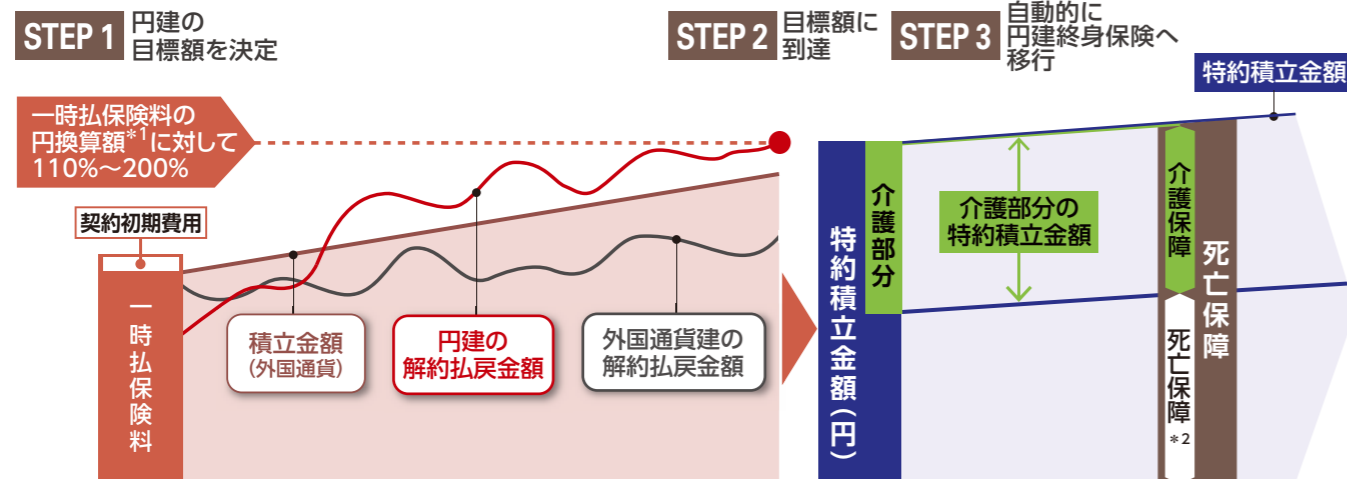 STEP 1
円建の
目標額を決定
STEP 2
目標額に
到達
STEP 3
自動的に
円建終身保険へ
移行
特約積立金額
一時払保険料の
円換算額*1に対して
110%～200%
契約初期費用
一時払保険料
積立金額
(外国通貨)
円建の
解約払戻金額
外国通貨建の
解約払戻金額
特約積立金額(円)
介護部分
介護部分の
特約積立金額
介護保障
死亡保障
*2
死亡保障